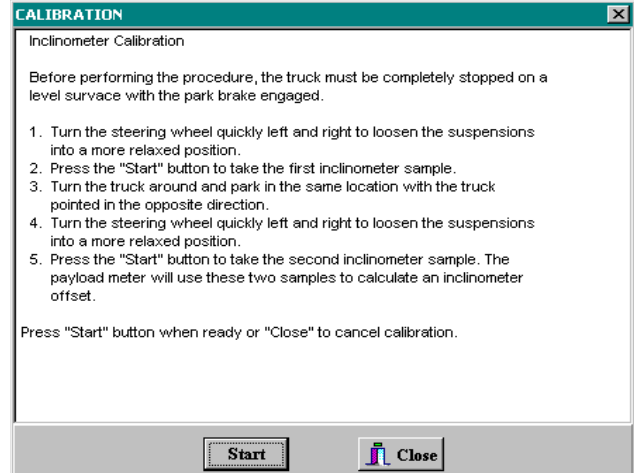 CALIBRATION
Inclinometer Calibration
Before performing the procedure, the truck must be completely stopped on a
level survace with the park brake engaged.
1. Turn the steering wheel quickly left and right to loosen the suspensions
into a more relaxed position.
2. Press the "Start" button to take the first inclinometer sample.
3. Turn the truck around and park in the same location with the truck
pointed in the opposite direction.
4. Turn the steering wheel quickly left and right to loosen the suspensions
into a more relaxed position.
5. Press the "Start" button to take the second inclinometer sample. The
payload meter will use these two samples to calculate an inclinometer
offset.
Press "Start" button when ready or "Close" to cancel calibration.
Start
Close